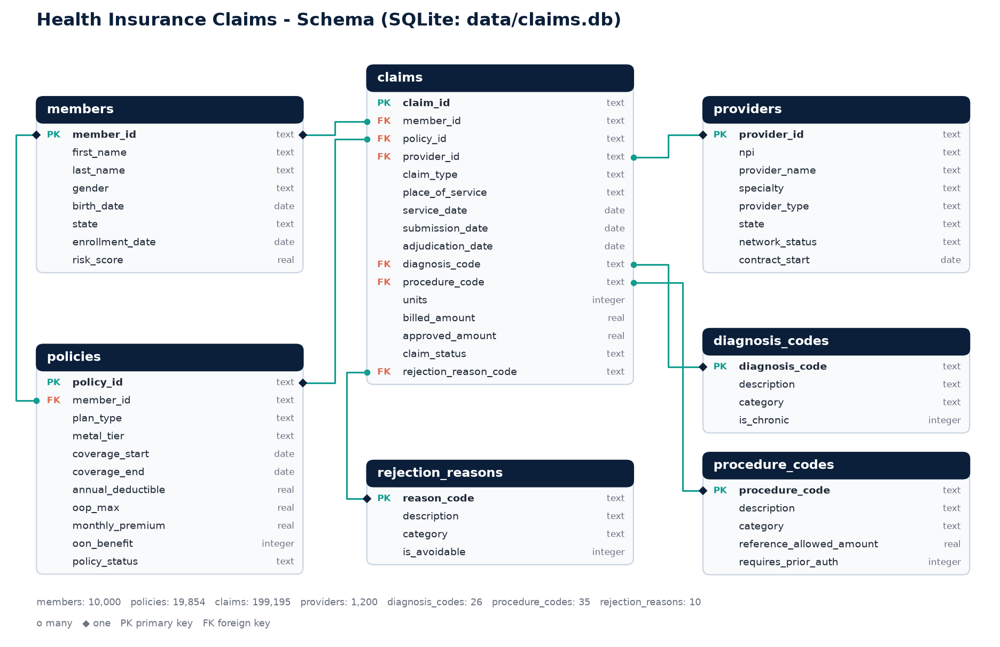 Health Insurance Claims - Schema (SQLite: data/claims.db)
members
PK member_id text
first_name text
last_name text
gender text
birth_date date
state text
enrollment_date date
risk_score real
policies
PK policy_id text
FK member_id text
plan_type text
metal_tier text
coverage_start date
coverage_end date
annual_deductible real
oop_max real
monthly_premium real
oon_benefit integer
policy_status text
claims
PK claim_id text
FK member_id text
FK policy_id text
FK provider_id text
claim_type text
place_of_service text
service_date date
submission_date date
adjudication_date date
FK diagnosis_code text
FK procedure_code text
units integer
billed_amount real
approved_amount real
claim_status text
FK rejection_reason_code text
rejection_reasons
PK reason_code text
description text
category text
is_avoidable integer
providers
PK provider_id text
npi text
provider_name text
specialty text
provider_type text
state text
network_status text
contract_start date
diagnosis_codes
PK diagnosis_code text
description text
category text
is_chronic integer
procedure_codes
PK procedure_code text
description text
category text
reference_allowed_amount real
requires_prior_auth integer
members: 10,000 policies: 19,854 claims: 199,195 providers: 1,200 diagnosis_codes: 26 procedure_codes: 35 rejection_reasons: 10
o many ◆ one PK primary key FK foreign key